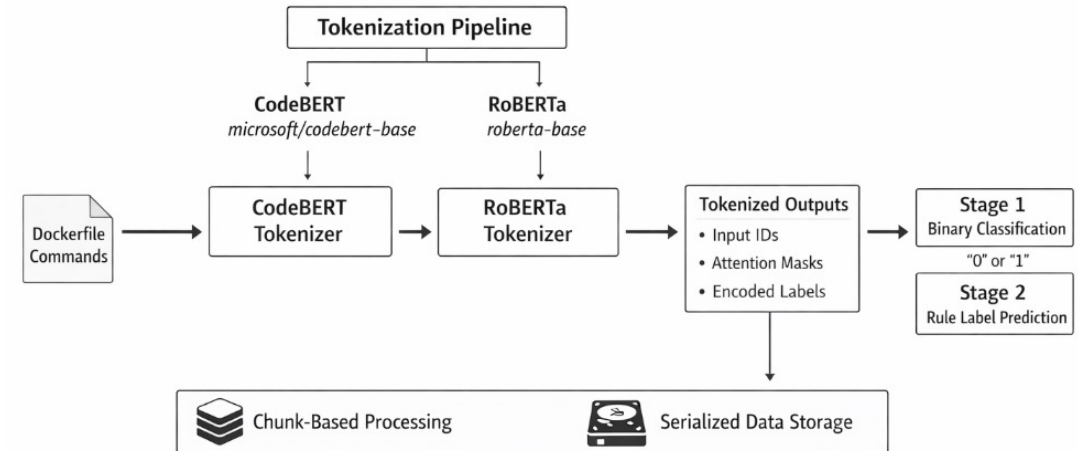 Tokenization Pipeline
CodeBERT
microsoft/codebert-base
RoBERTa
roberta-base
Dockerfile
Commands
CodeBERT
Tokenizer
RoBERTa
Tokenizer
Tokenized Outputs
• Input IDs
• Attention Masks
• Encoded Labels
Stage 1
Binary Classification
“0” or “1”
Stage 2
Rule Label Prediction
Chunk-Based Processing
Serialized Data Storage